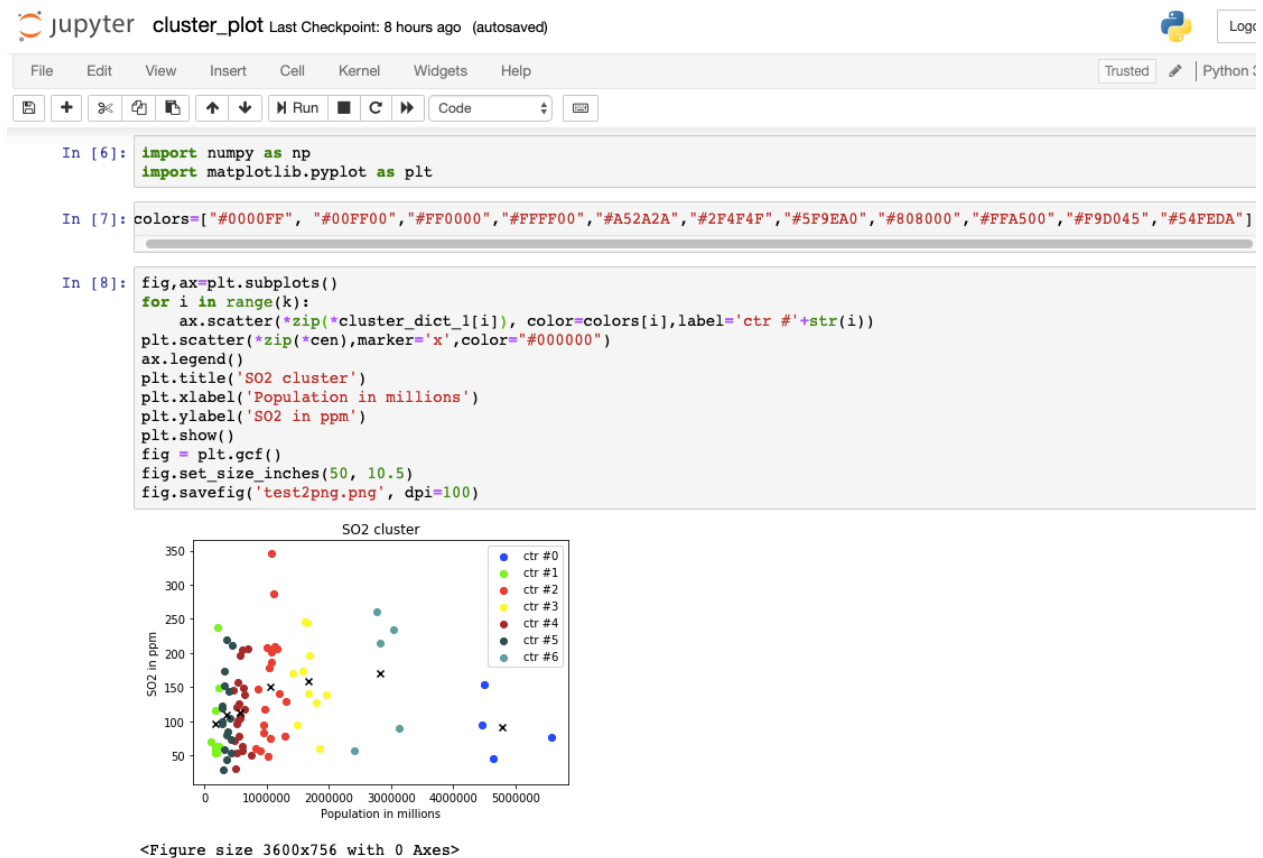 jupyter cluster_plot Last Checkpoint: 8 hours ago (autosaved)
File Edit View Insert Cell Kernel Widgets Help Trusted Python
Run Code
In [6]: import numpy as np
import matplotlib.pyplot as plt
In [7]: colors=["#0000FF", "#00FF00","#FF0000","#FFFF00","#A52A2A","#2F4F4F","#5F9EA0","#808000","#FFA500","#F9D045","#54FEDA"]
In [8]: fig,ax=plt.subplots()
for i in range(k):
    ax.scatter(*zip(*cluster_dict_1[i]), color=colors[i],label='ctr #'+str(i))
plt.scatter(*zip(*cen),marker='x',color="#000000")
ax.legend()
plt.title('SO2 cluster')
plt.xlabel('Population in millions')
plt.ylabel('SO2 in ppm')
plt.show()
fig = plt.gcf()
fig.set_size_inches(50, 10.5)
fig.savefig('test2png.png', dpi=100)
SO2 cluster
350
300
250
200
150
100
50
SO2 in ppm
ctr #0
ctr #1
ctr #2
ctr #3
ctr #4
ctr #5
ctr #6
0 1000000 2000000 3000000 4000000 5000000
Population in millions
<Figure size 3600x756 with 0 Axes>